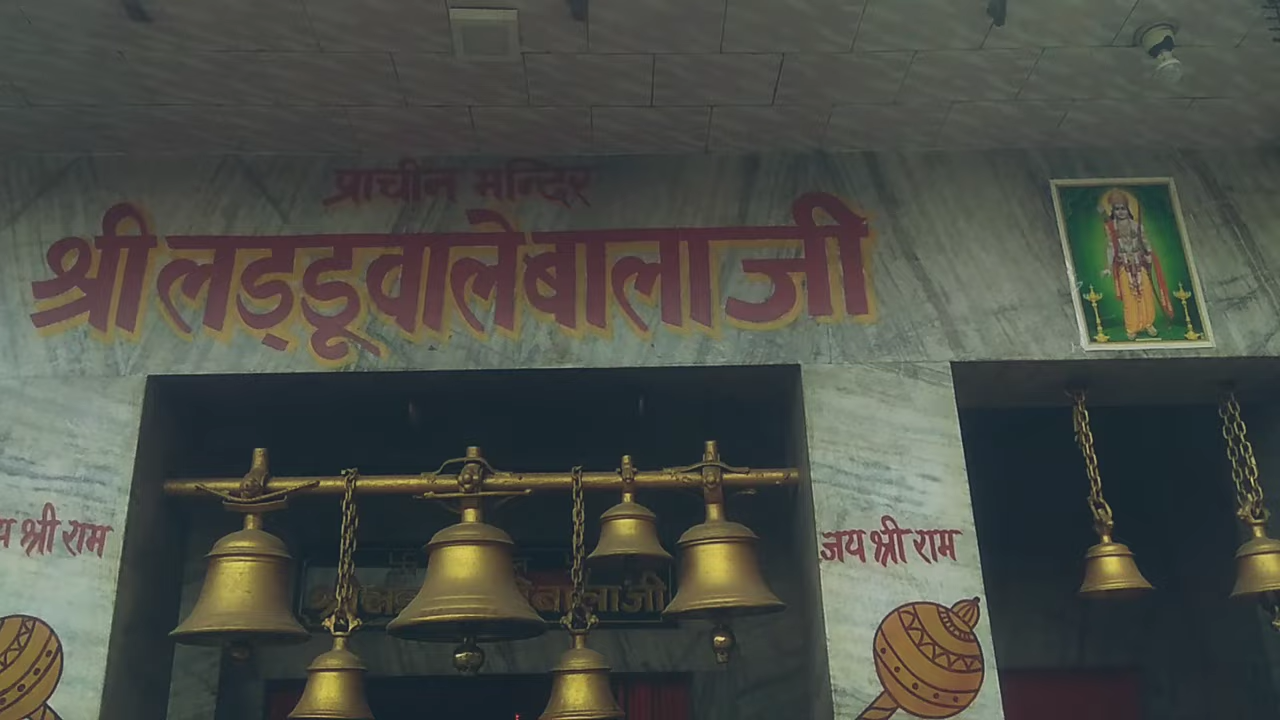 प्राचीन मन्दिर
श्री लड्डू वाले बाला जी
श्री राम
जय श्री राम
बालाजी